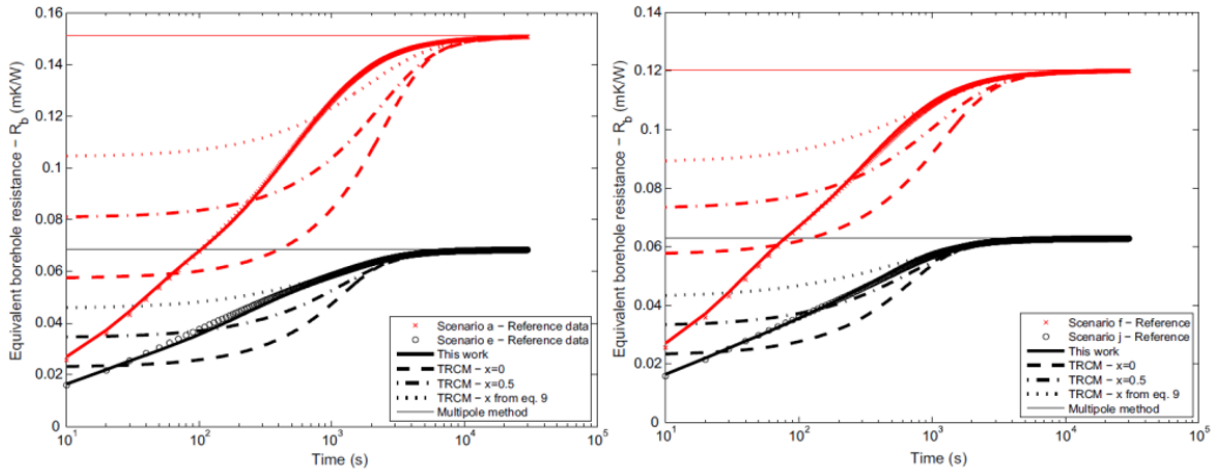 0.16
0.14
0.12
0.1
0.08
0.06
0.04
0.02
0
Equivalent borehole resistance − R_b (mK/W)
10^1
10^2
10^3
10^4
10^5
Time (s)
Scenario a − Reference data
Scenario e − Reference data
This work
TRCM − x=0
TRCM − x=0.5
TRCM − x from eq. 9
Multipole method
0.14
0.12
0.1
0.08
0.06
0.04
0.02
0
Equivalent borehole resistance − R_b (mK/W)
10^1
10^2
10^3
10^4
10^5
Time (s)
Scenario f − Reference
Scenario j − Reference
This work
TRCM − x=0
TRCM − x=0.5
TRCM − x from eq. 9
Multipole method